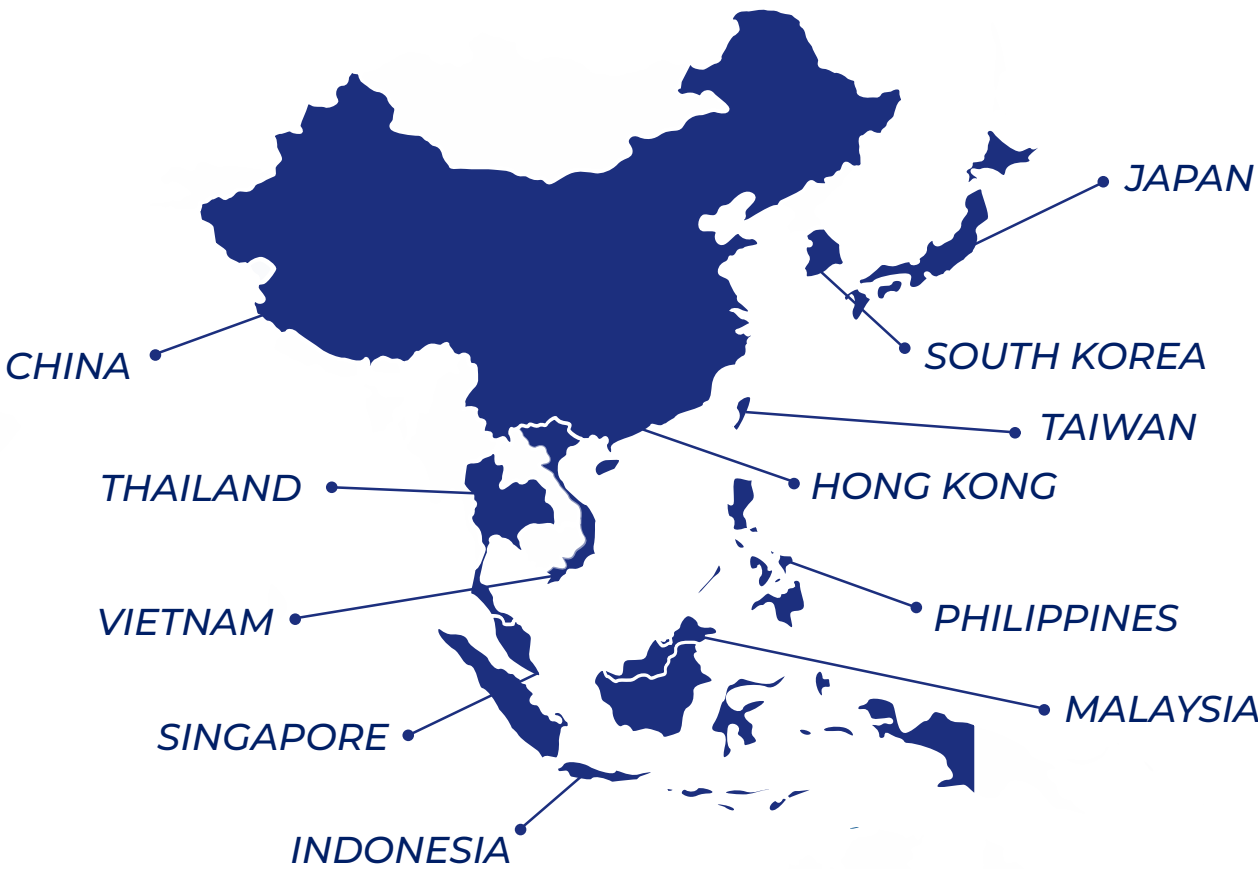 JAPAN
SOUTH KOREA
CHINA
TAIWAN
THAILAND
HONG KONG
VIETNAM
PHILIPPINES
MALAYSIA
SINGAPORE
INDONESIA